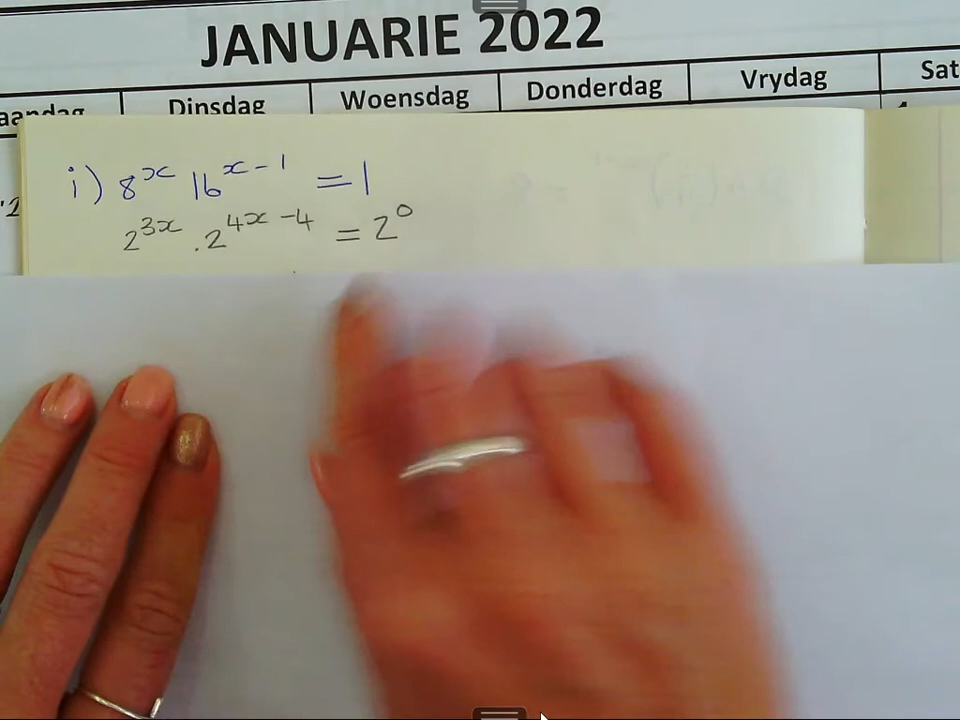 JANUARIE 2022
Dinsdag Woensdag Donderdag Vrydag
i) 8^x 16^{x-1} = 1
2^{3x} . 2^{4x-4} = 2^0